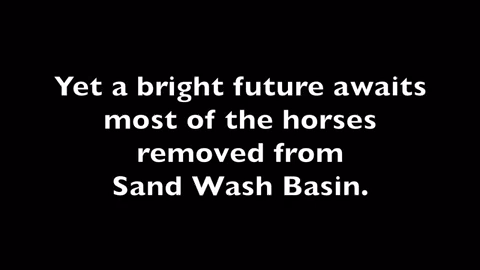 Yet a bright future awaits
most of the horses
removed from
Sand Wash Basin.